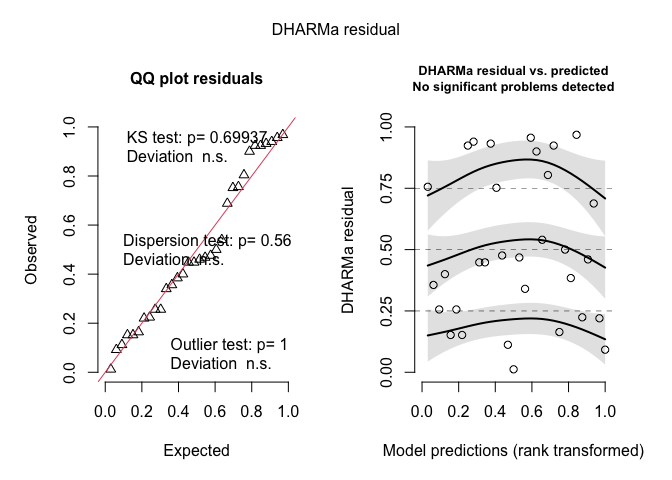 DHARMa residual
QQ plot residuals
KS test: p= 0.69937
Deviation n.s.
Dispersion test: p= 0.56
Deviation n.s.
Outlier test: p= 1
Deviation n.s.
Observed
0.0 0.2 0.4 0.6 0.8 1.0
0.0 0.2 0.4 0.6 0.8 1.0
Expected
DHARMa residual vs. predicted
No significant problems detected
DHARMa residual
0.00 0.25 0.50 0.75 1.00
0.0 0.2 0.4 0.6 0.8 1.0
Model predictions (rank transformed)